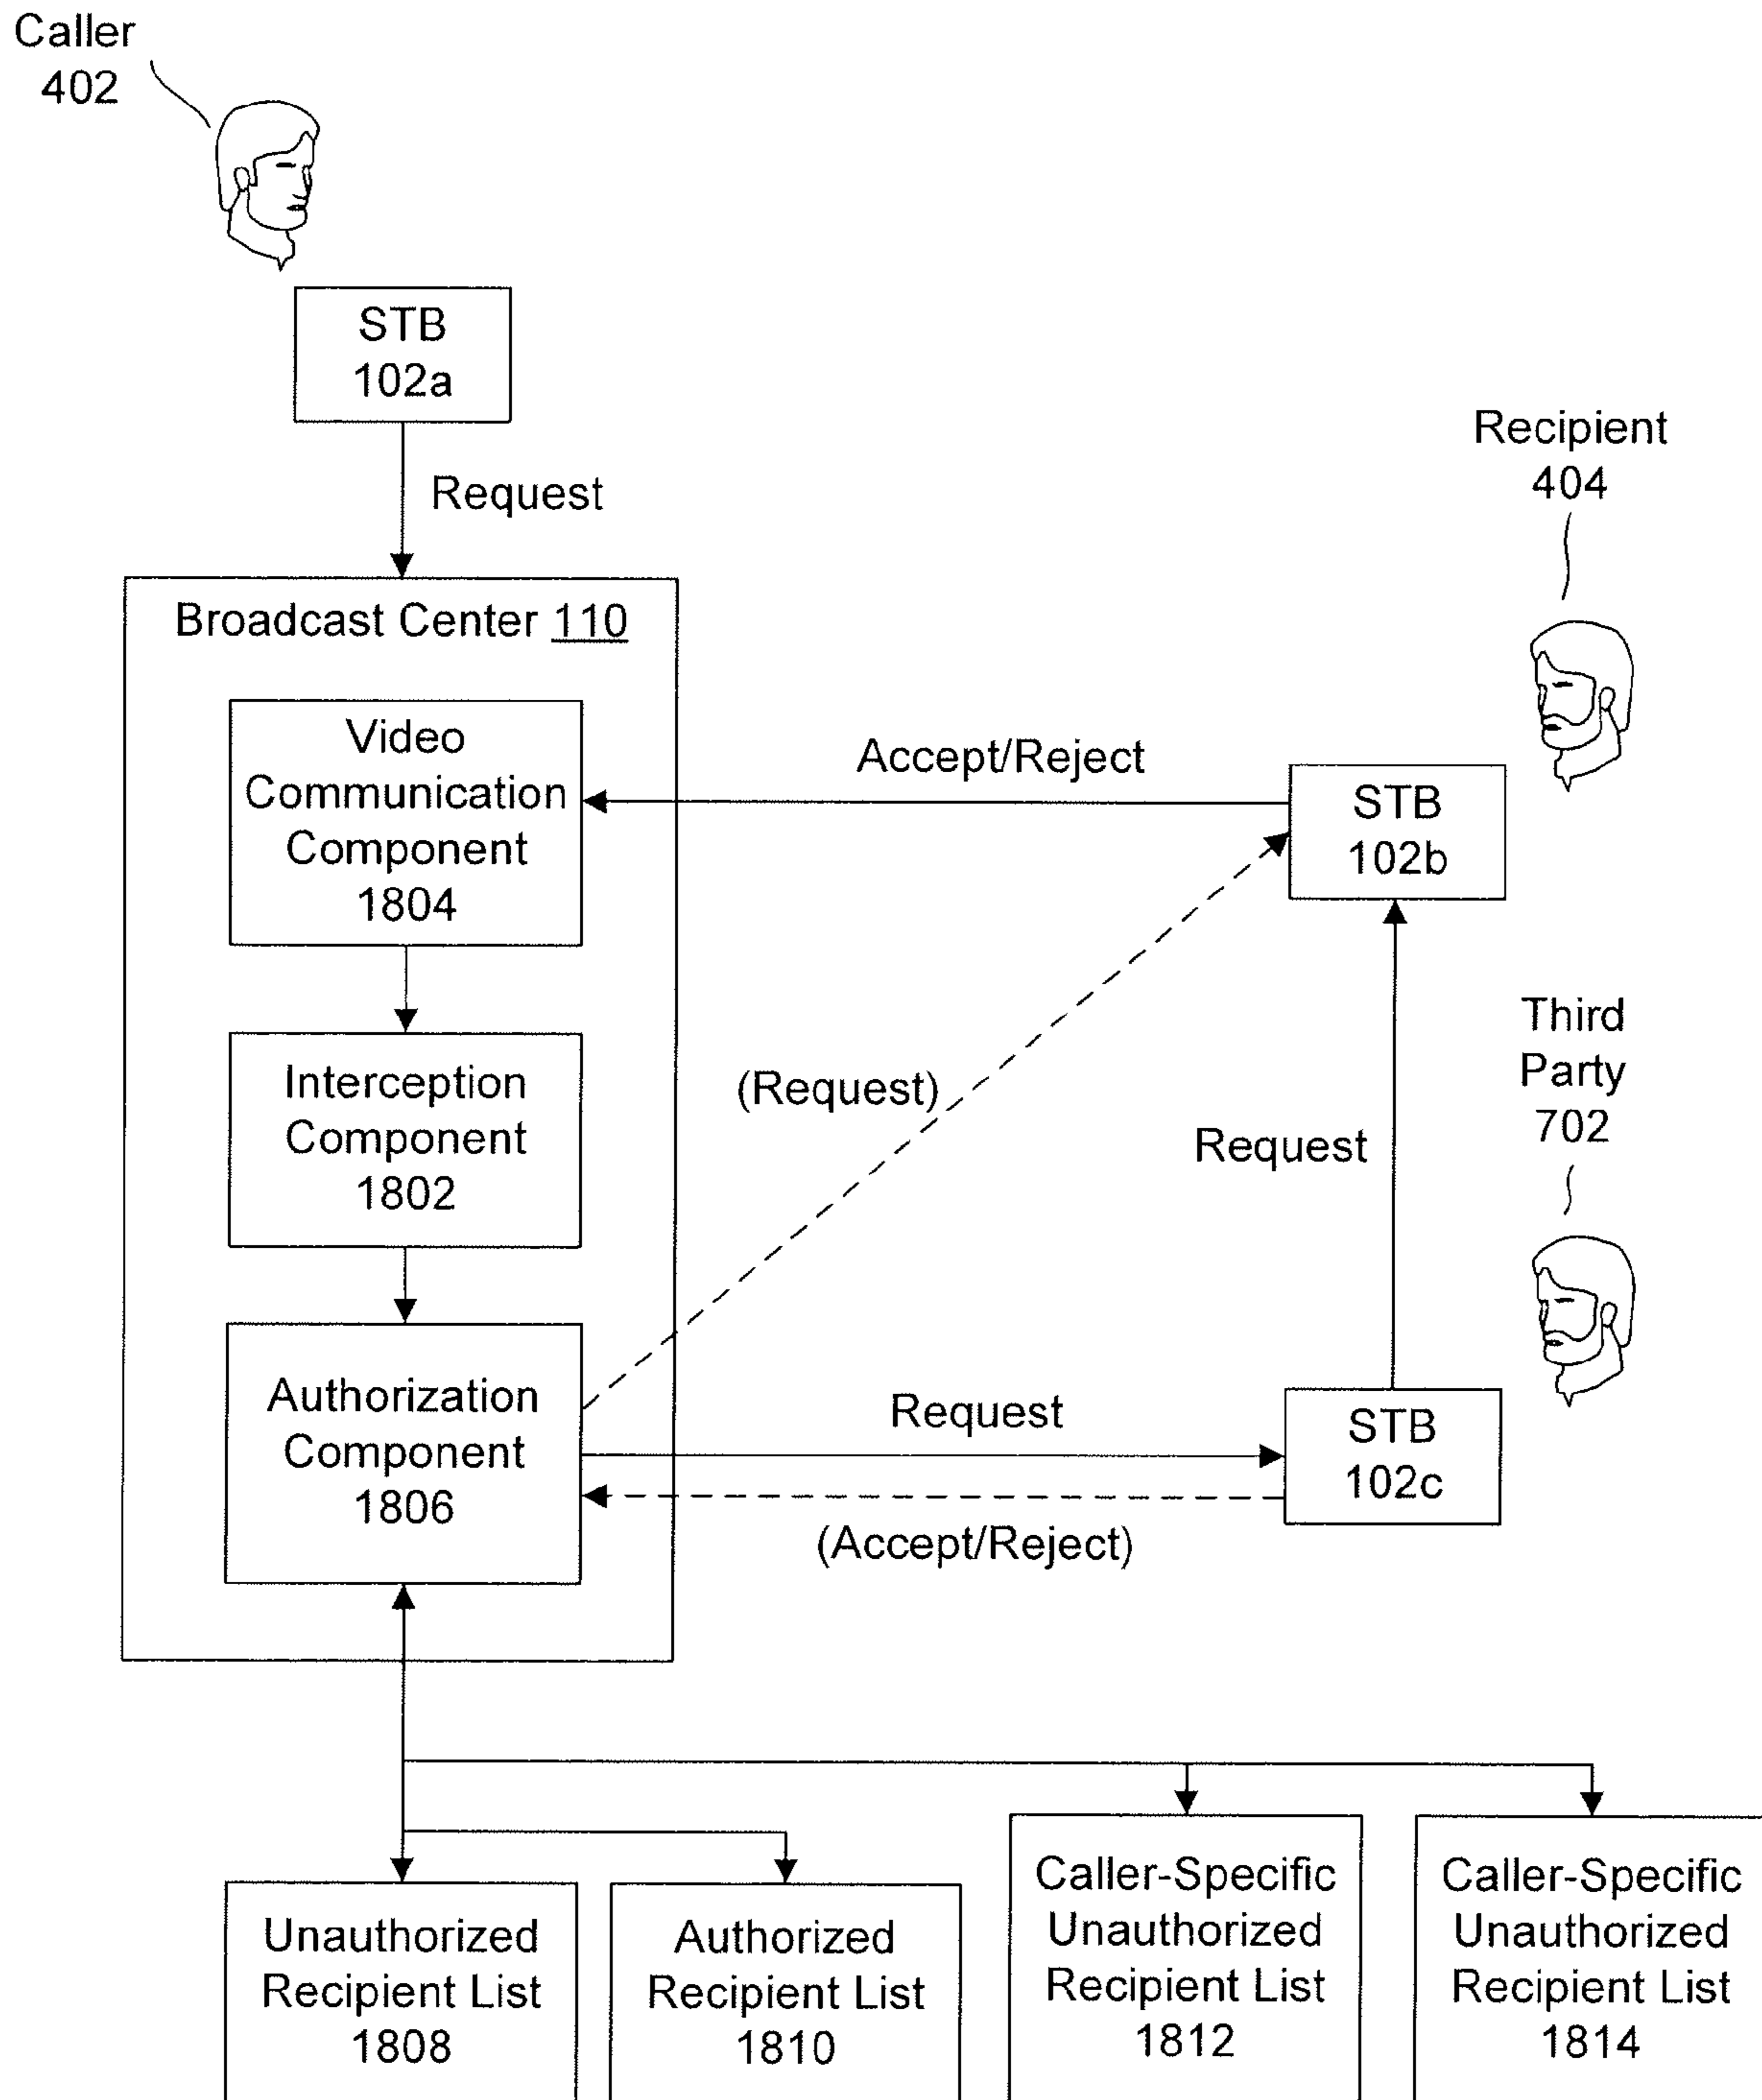 Caller
402
STB
102a
Request
Recipient
404
Broadcast Center 110
Video
Communication
Component
1804
Accept/Reject
STB
102b
Interception
Component
1802
(Request)
Request
Third
Party
702
Authorization
Component
1806
Request
(Accept/Reject)
STB
102c
Unauthorized
Recipient List
1808
Authorized
Recipient List
1810
Caller-Specific
Unauthorized
Recipient List
1812
Caller-Specific
Unauthorized
Recipient List
1814